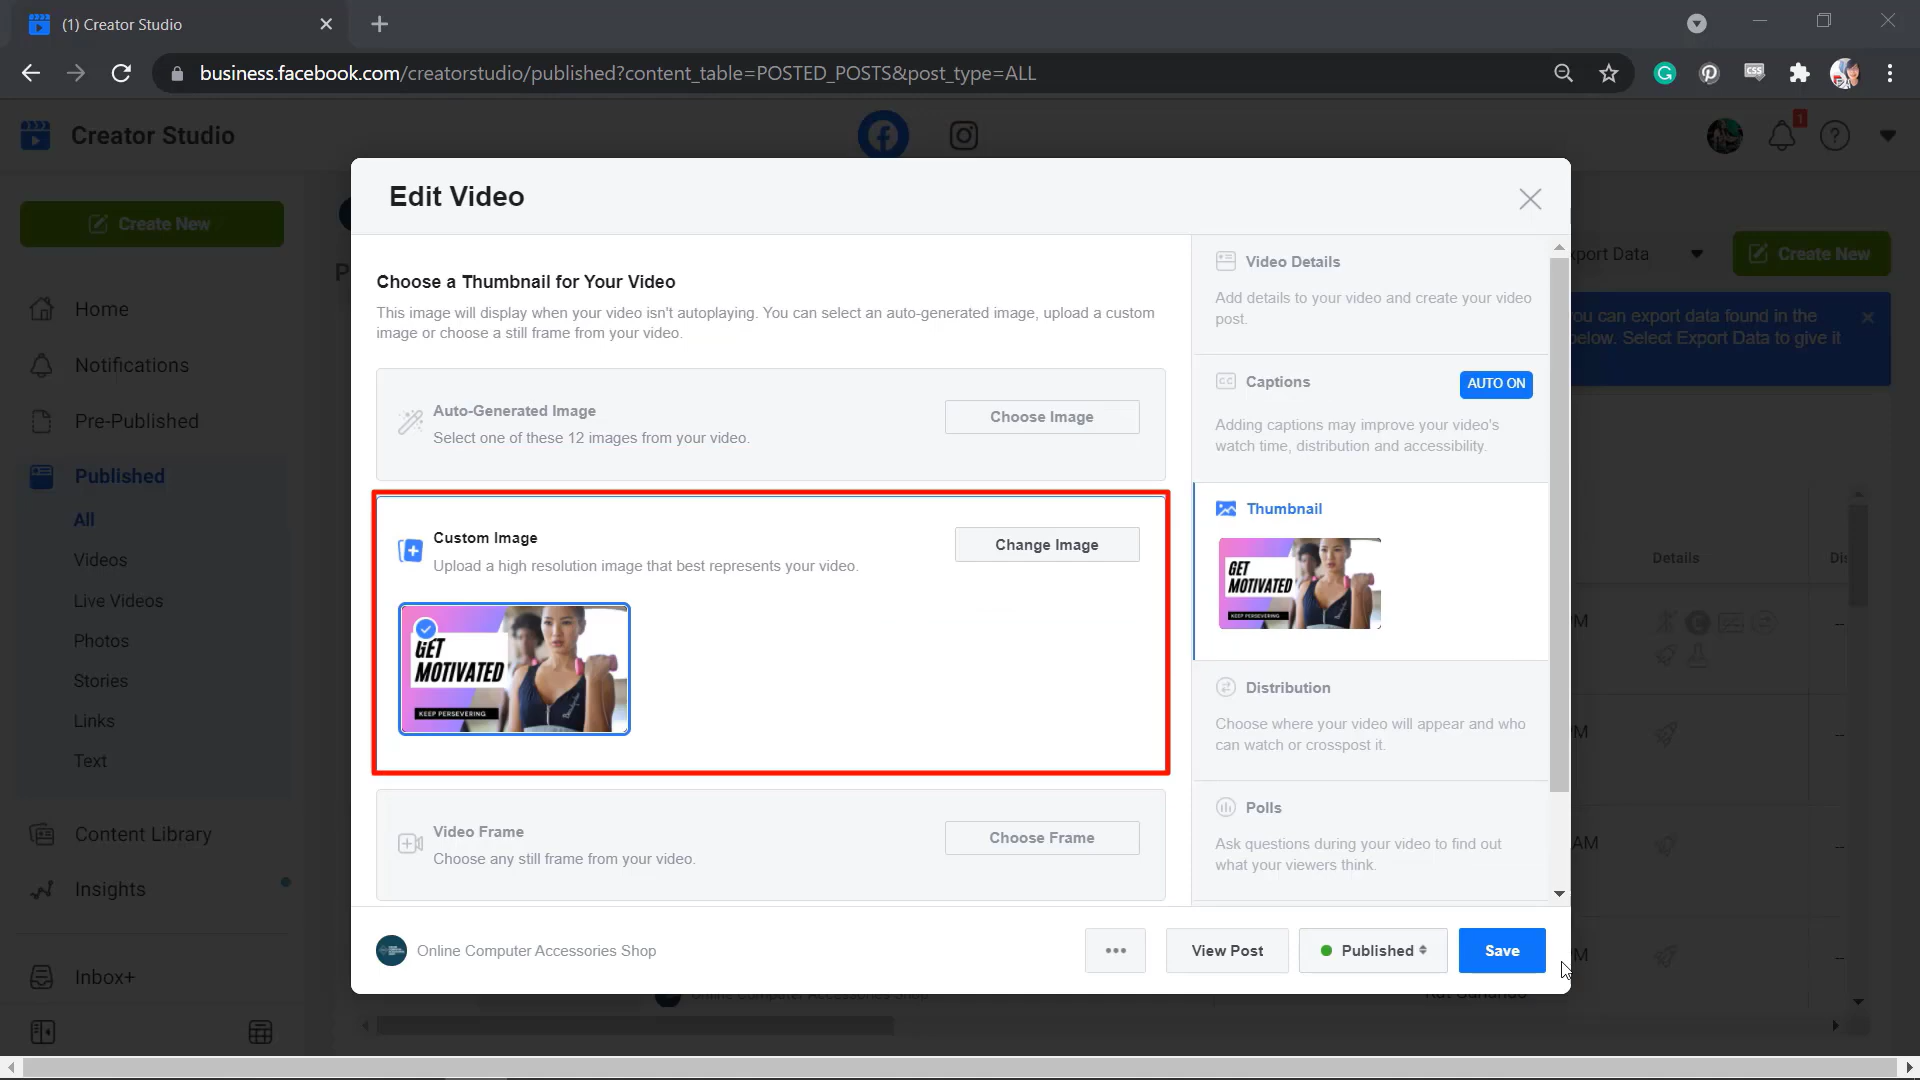 (1) Creator Studio
business.facebook.com/creatorstudio/published?content_table=POSTED_POSTS&post_type=ALL
Creator Studio
1
Create New
Home
Notifications
Pre-Published
Published
All
Videos
Live Videos
Photos
Stories
Links
Text
Content Library
Insights
Inbox+
Edit Video
Choose a Thumbnail for Your Video
This image will display when your video isn't autoplaying. You can select an auto-generated image, upload a custom
image or choose a still frame from your video.
Auto-Generated Image
Select one of these 12 images from your video.
Choose Image
Custom Image
Upload a high resolution image that best represents your video.
Change Image
GET
MOTIVATED
KEEP PERSEVERING
Video Frame
Choose any still frame from your video.
Choose Frame
Video Details
Add details to your video and create your video
post.
CC Captions
AUTO ON
Adding captions may improve your video's
watch time, distribution and accessibility.
Thumbnail
GET
MOTIVATED
KEEP PERSEVERING
Distribution
Choose where your video will appear and who
can watch or crosspost it.
Polls
Ask questions during your video to find out
what your viewers think.
Online Computer Accessories Shop
View Post
Published
Save
port Data
Create New
ou can export data found in the
below. Select Export Data to give it
Details
Dis
PM
--
PM
--
AM
--
PM
--